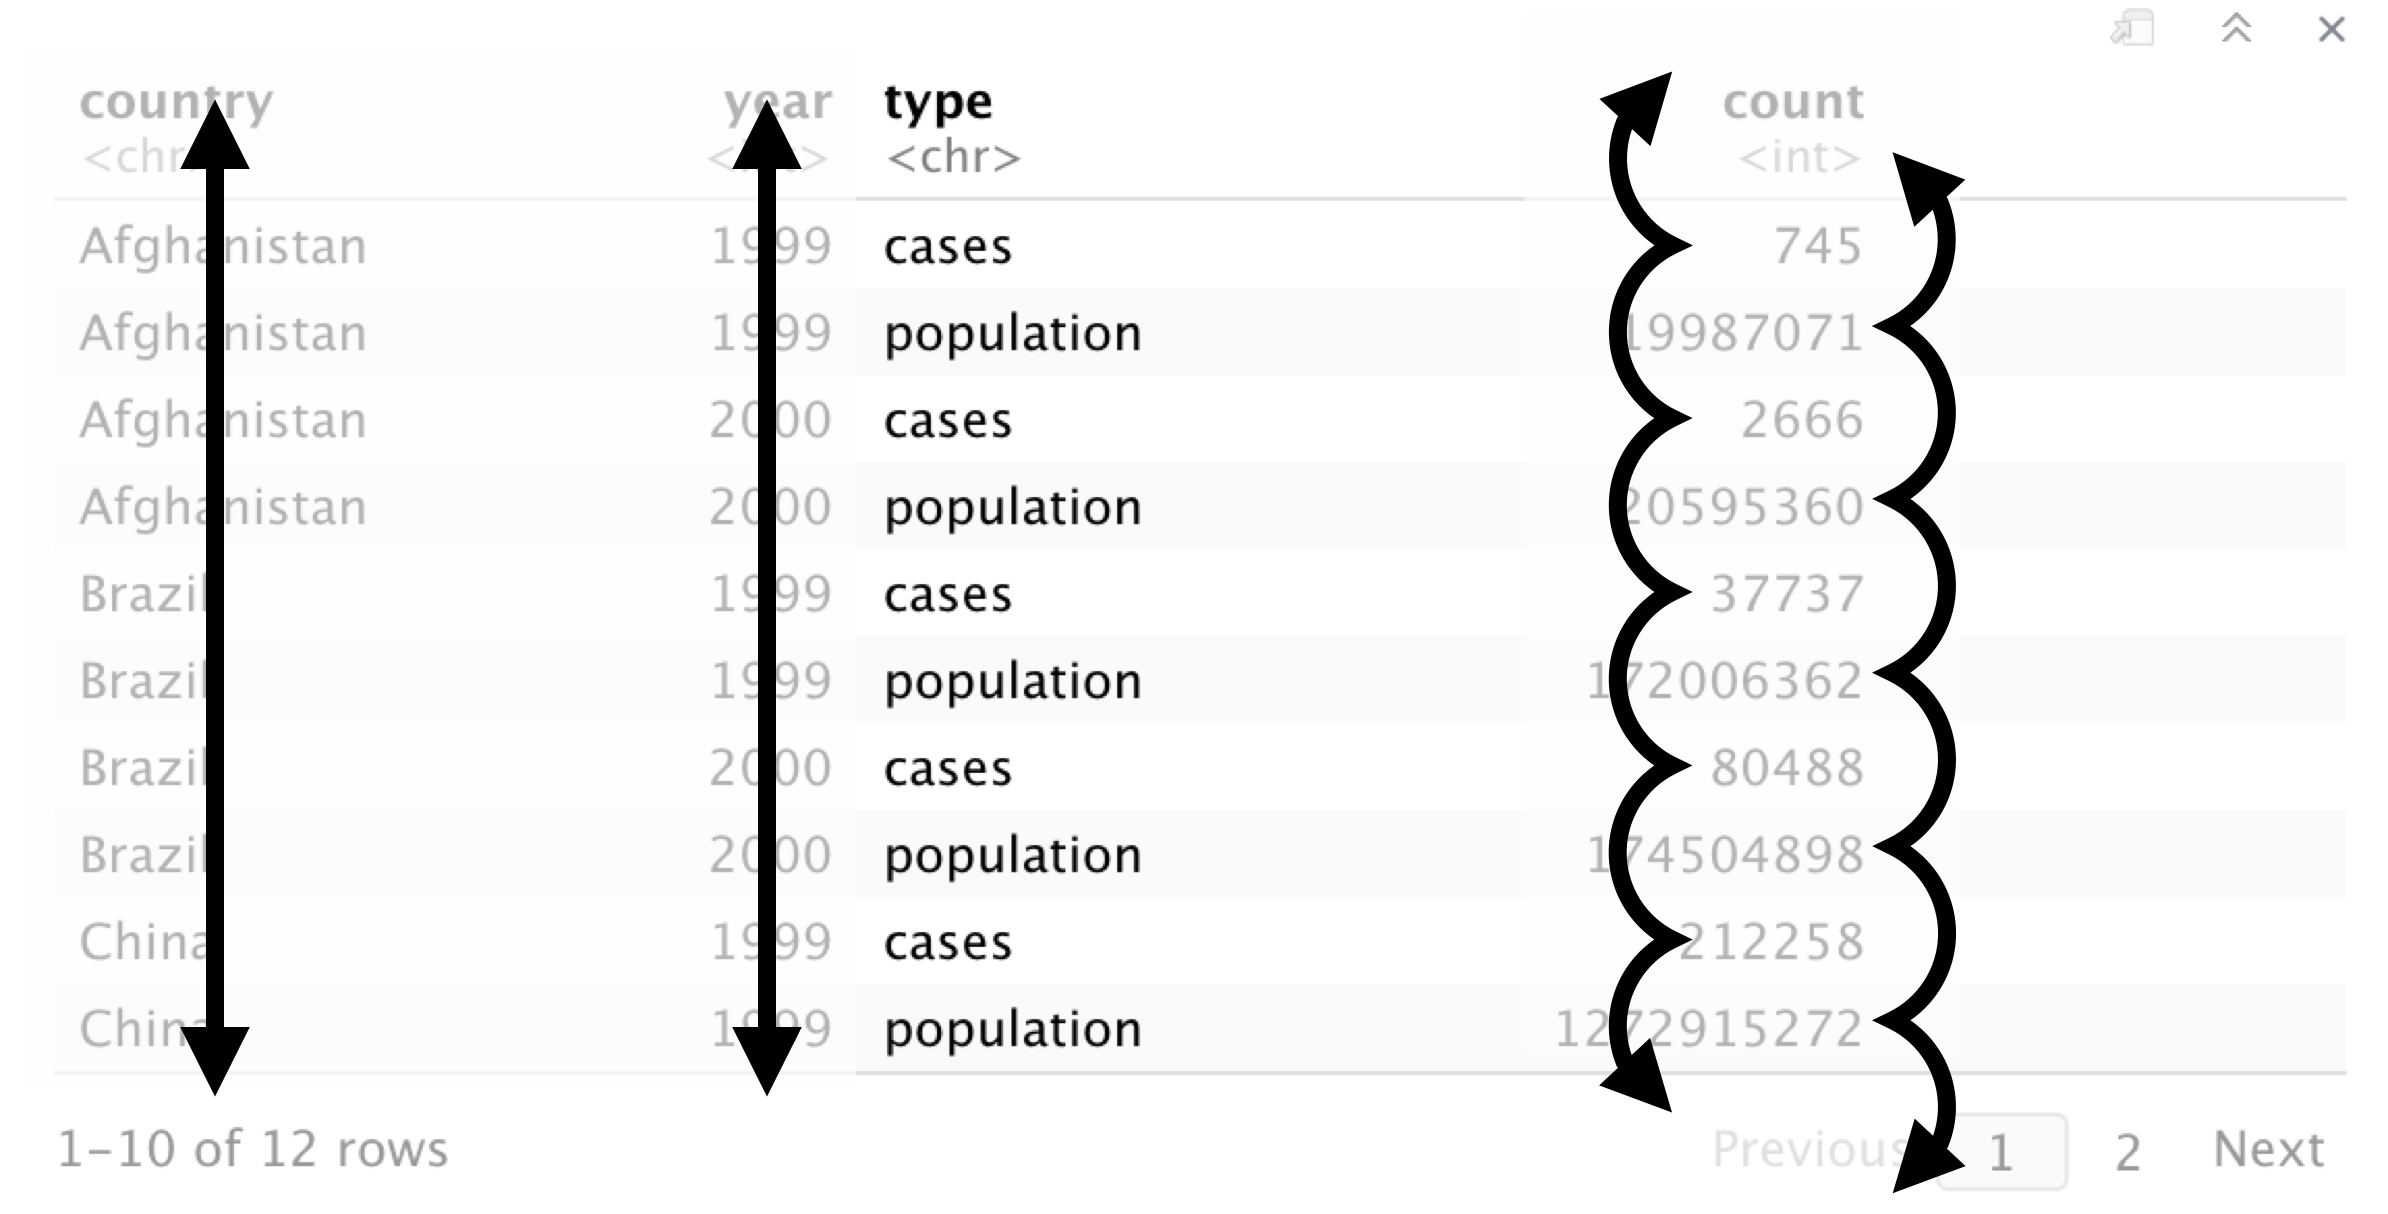 country year type count
<chr> <int> <chr> <int>
Afghanistan 1999 cases 745
Afghanistan 1999 population 19987071
Afghanistan 2000 cases 2666
Afghanistan 2000 population 20595360
Brazil 1999 cases 37737
Brazil 1999 population 172006362
Brazil 2000 cases 80488
Brazil 2000 population 174504898
China 1999 cases 212258
China 1999 population 1272915272
1-10 of 12 rows Previous 1 2 Next